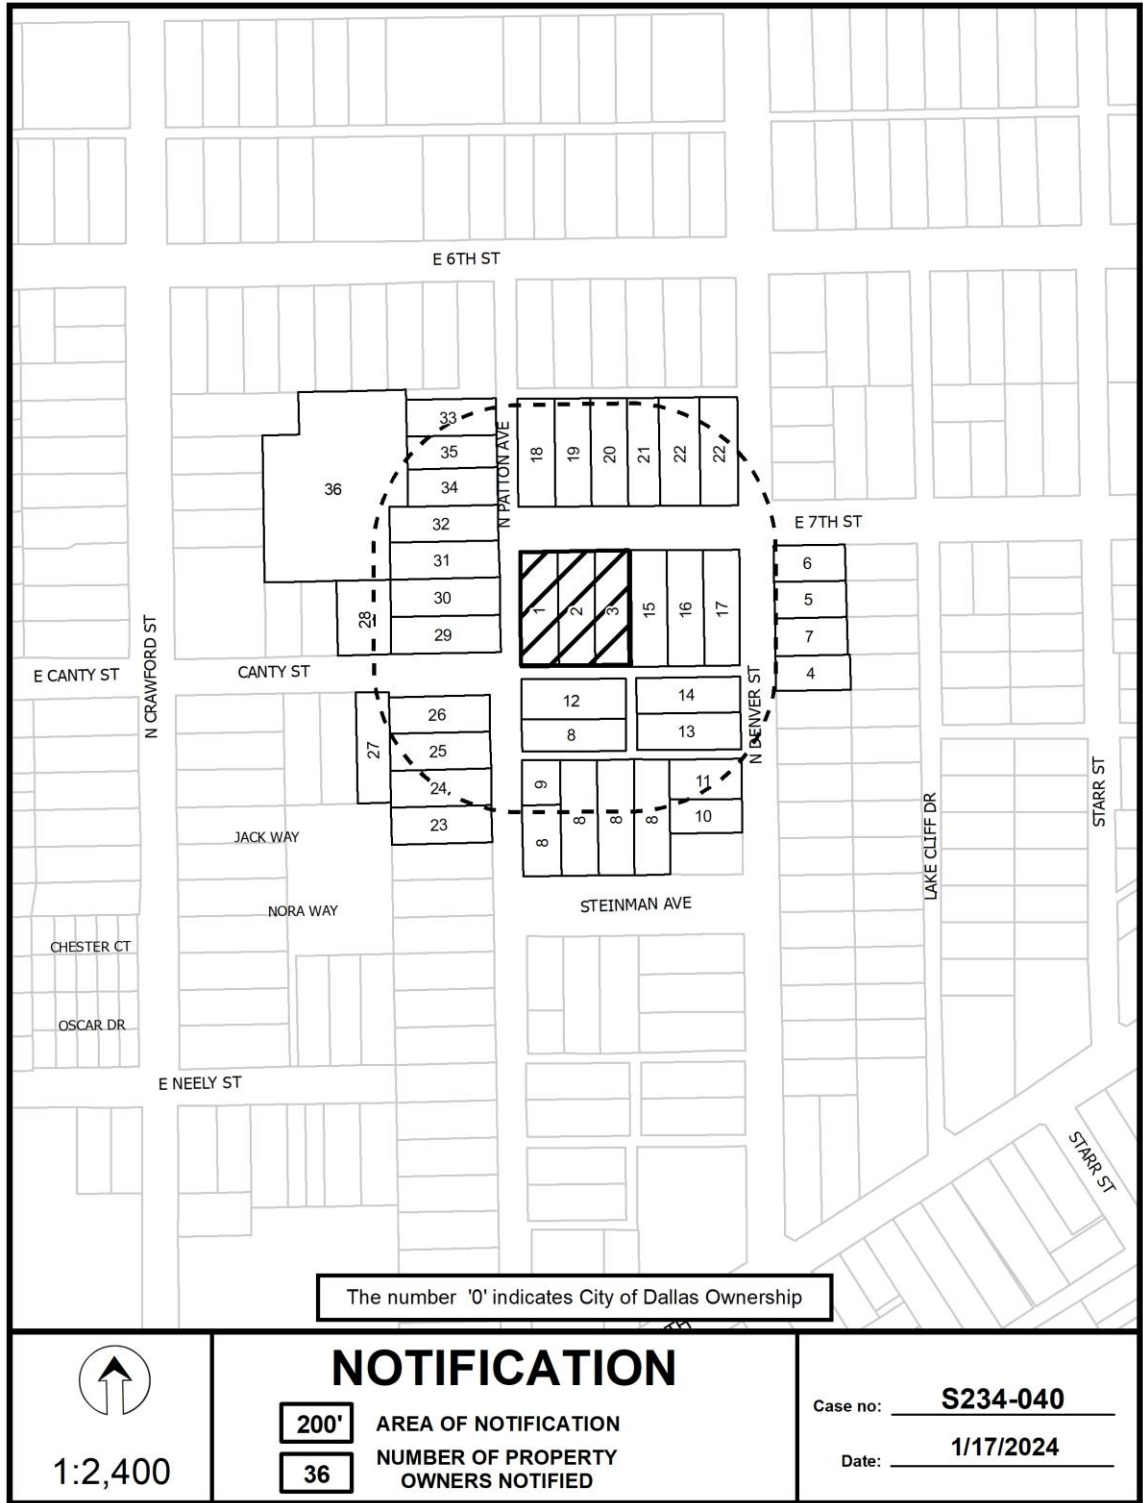 E 6TH ST
33
35
36
34
32
31
30
28
29
N PATTON AVE
18
19
20
21
22
22
E 7TH ST
1
2
3
15
16
17
6
5
7
4
E CANTY ST
N CRAWFORD ST
CANTY ST
26
25
27
24
23
12
8
14
13
N DENVER ST
9
8
8
8
8
11
10
STEINMAN AVE
JACK WAY
NORA WAY
CHESTER CT
OSCAR DR
E NEELY ST
LAKE CLIFF DR
STARR ST
STARR ST
The number '0' indicates City of Dallas Ownership
1:2,400
NOTIFICATION
200' AREA OF NOTIFICATION
36 NUMBER OF PROPERTY
OWNERS NOTIFIED
Case no: S234-040
Date: 1/17/2024